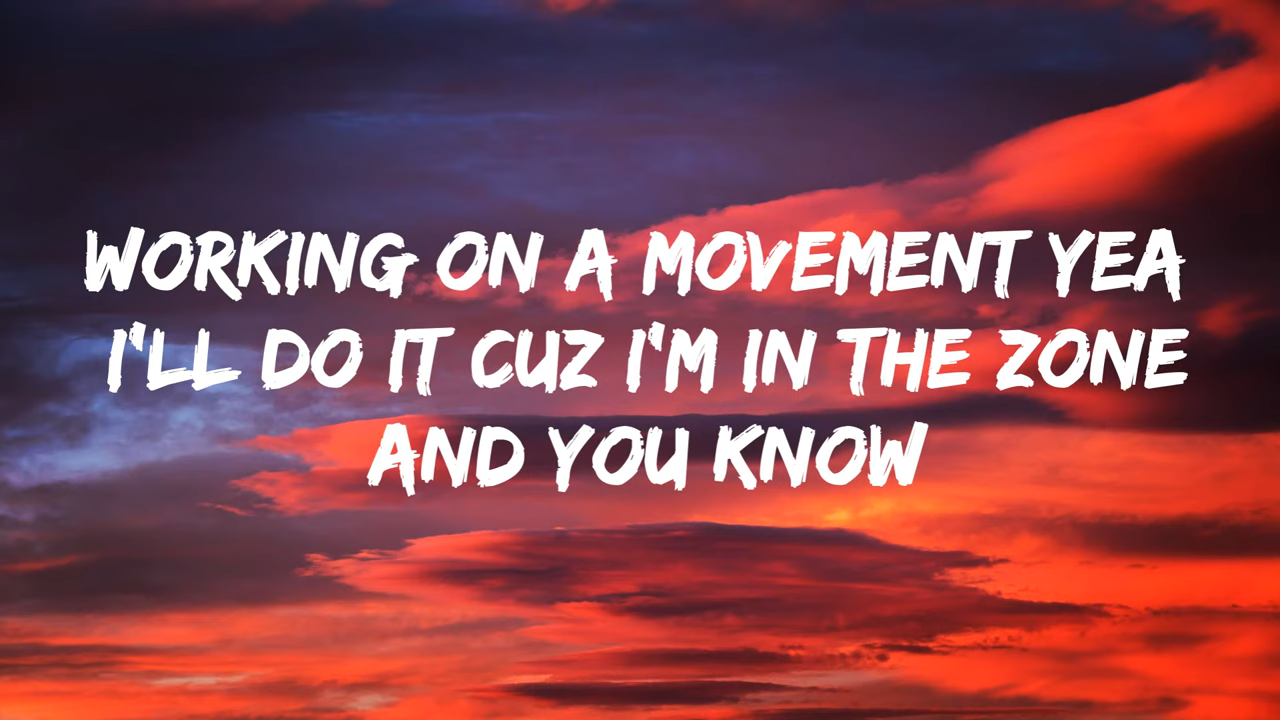 WORKING ON A MOVEMENT YEA
I'LL DO IT CUZ I'M IN THE ZONE
AND YOU KNOW